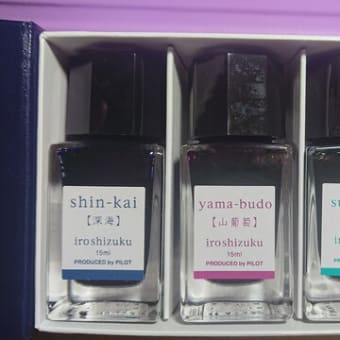 shin-kai
【深海】
iroshizuku
15ml
PRODUCED by PILOT
yama-budo
【山葡萄】
iroshizuku
15ml
PRODUCED by PILOT